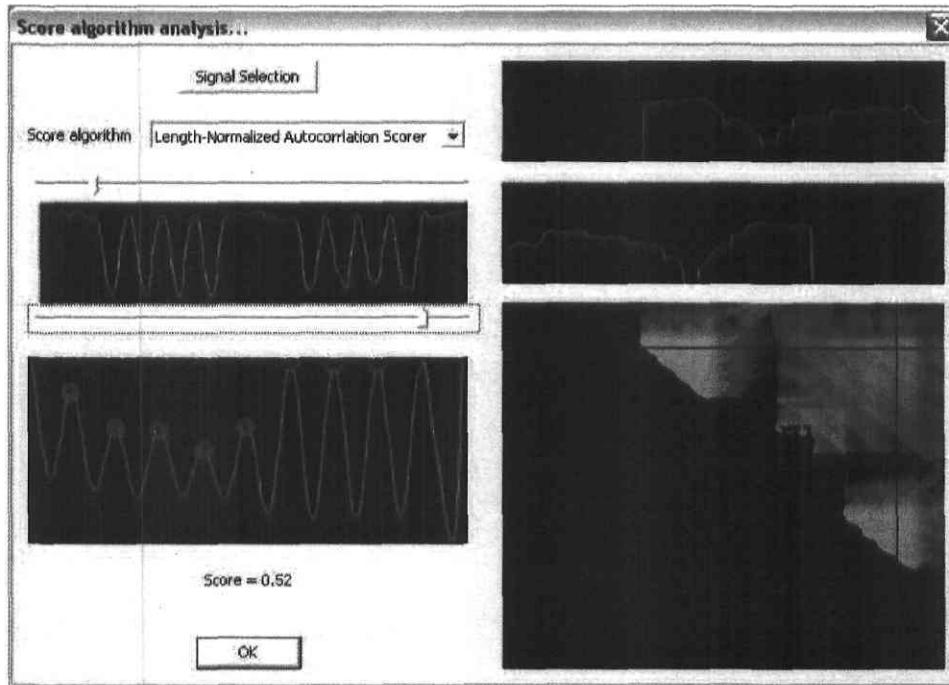 Score algorithm analysis...
Signal Selection
Score algorithm
Length-Normalized Autocorrlation Scorer
Score = 0.52
OK